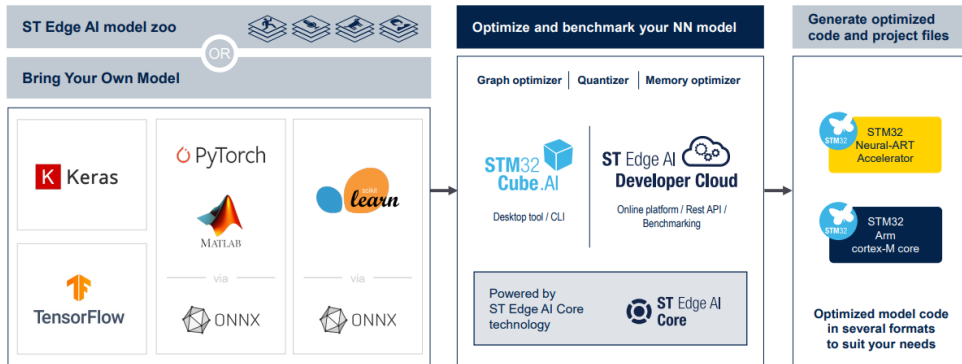 ST Edge AI model zoo
OR
Bring Your Own Model
Keras
TensorFlow
PyTorch
MATLAB
via
ONNX
scikit
learn
via
ONNX
Optimize and benchmark your NN model
Graph optimizer | Quantizer | Memory optimizer
STM32
Cube.AI
Desktop tool / CLI
ST Edge AI
Developer Cloud
Online platform / Rest API /
Benchmarking
Powered by
ST Edge AI Core
technology
ST Edge AI
Core
Generate optimized
code and project files
STM32
STM32
Neural-ART
Accelerator
STM32
STM32
Arm
cortex-M core
Optimized model code
in several formats
to suit your needs